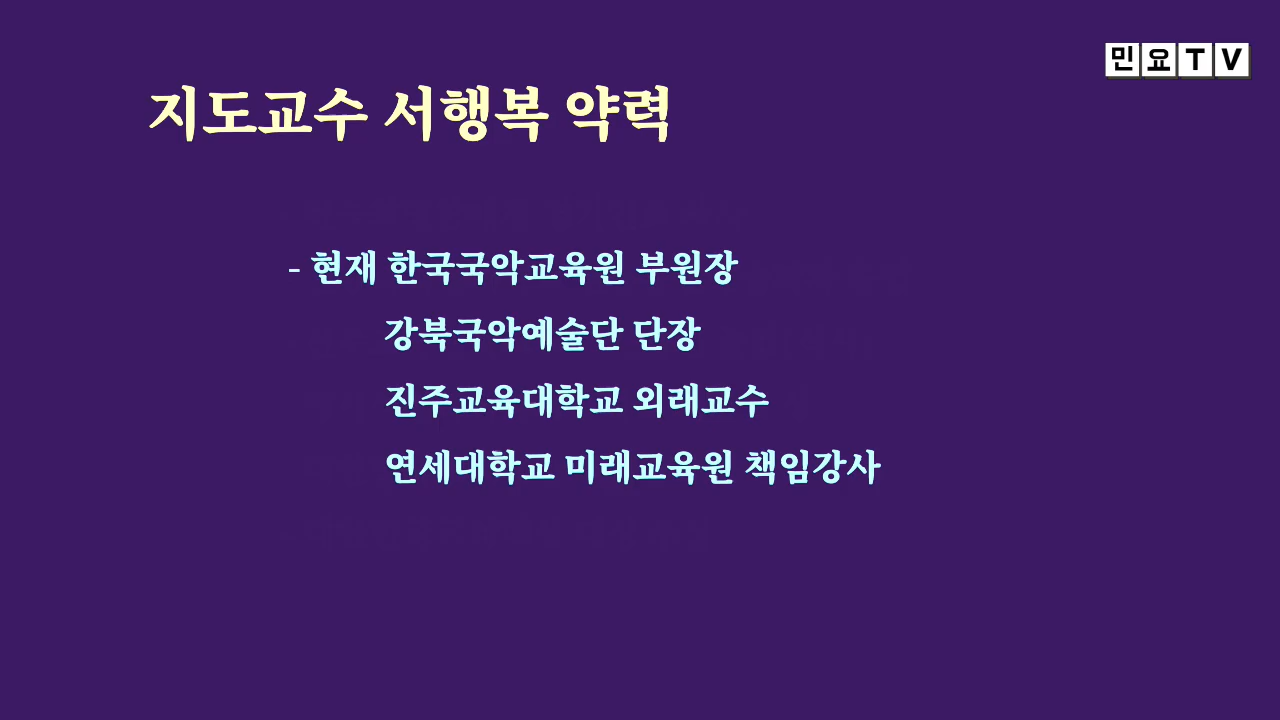 민요TV
지도교수 서행복 약력
- 현재 한국국악교육원 부원장
강북국악예술단 단장
진주교육대학교 외래교수
연세대학교 미래교육원 책임강사